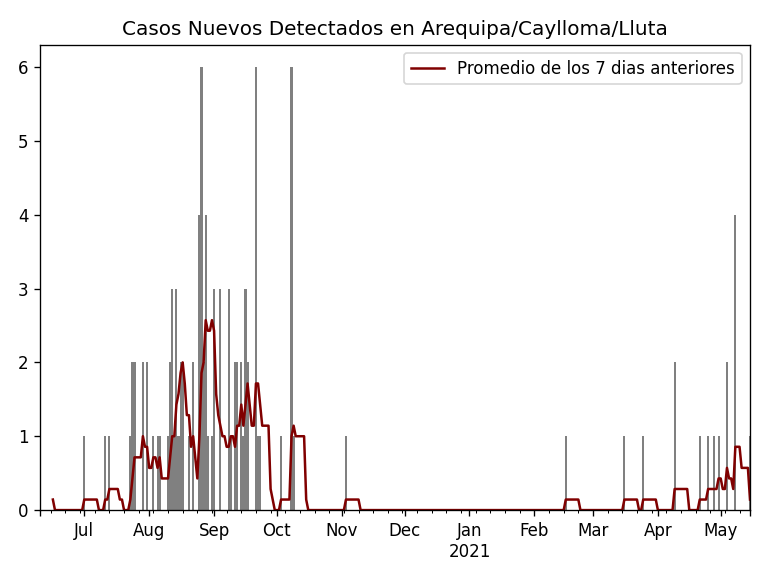 Casos Nuevos Detectados en Arequipa/Caylloma/Lluta
Promedio de los 7 dias anteriores
6
5
4
3
2
1
0
Jul Aug Sep Oct Nov Dec Jan Feb Mar Apr May
2021